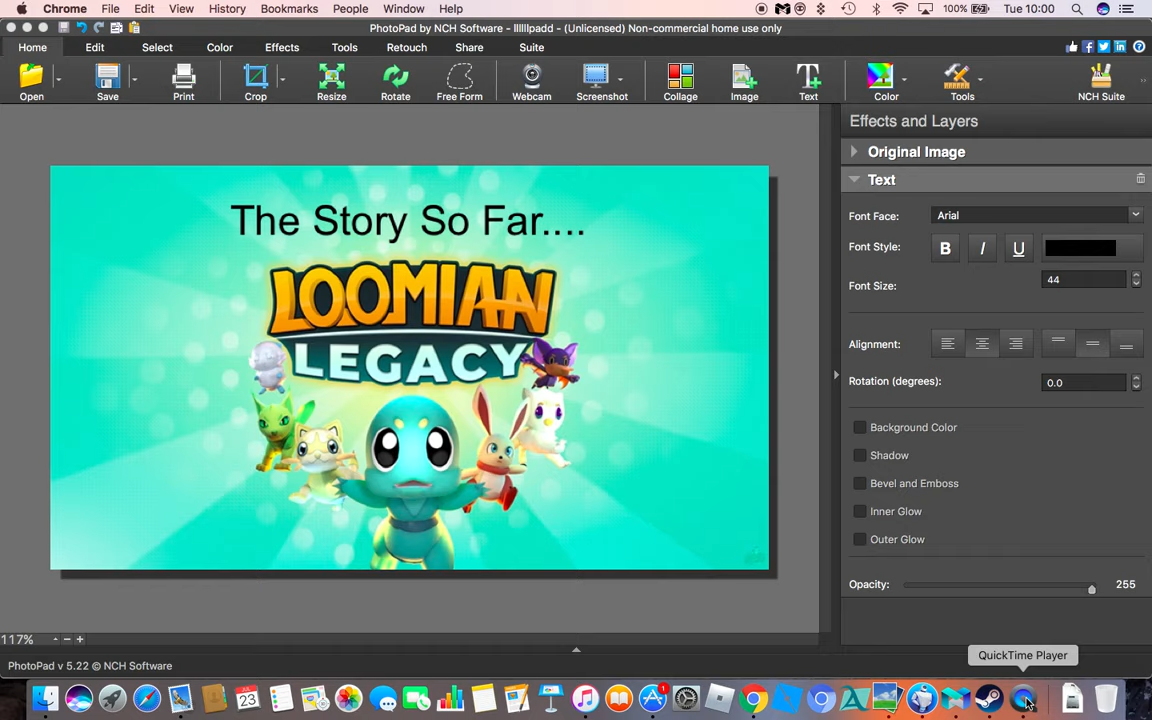 Chrome File Edit View History Bookmarks People Window Help 100% Tue 10:00
PhotoPad by NCH Software - llllllpadd - (Unlicensed) Non-commercial home use only
Home Edit Select Color Effects Tools Retouch Share Suite
Open Save Print Crop Resize Rotate Free Form Webcam Screenshot Collage Image Text Color Tools NCH Suite
Effects and Layers
Original Image
Text
Font Face: Arial
Font Style: B I U
Font Size: 44
Alignment:
Rotation (degrees): 0.0
Background Color
Shadow
Bevel and Emboss
Inner Glow
Outer Glow
Opacity: 255
The Story So Far....
LOOMIAN
LEGACY
117%
PhotoPad v 5.22 © NCH Software
QuickTime Player
23
1